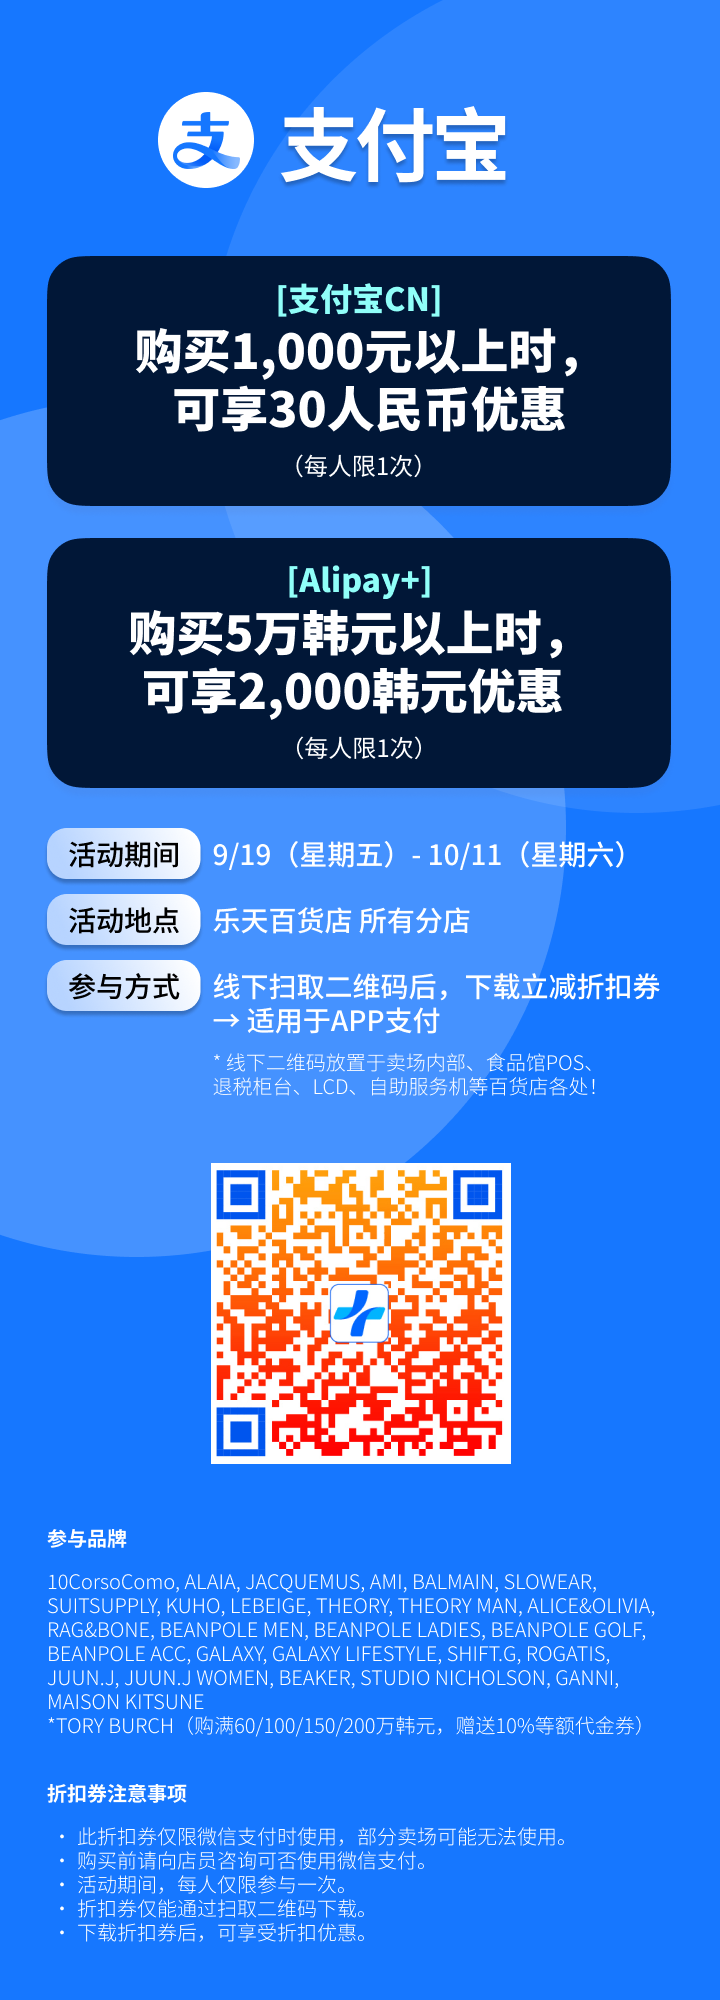 支 支付宝
[支付宝CN]
购买1,000元以上时，
可享30人民币优惠
（每人限1次）
[Alipay+]
购买5万韩元以上时，
可享2,000韩元优惠
（每人限1次）
活动期间 9/19（星期五）- 10/11（星期六）
活动地点 乐天百货店 所有分店
参与方式 线下扫取二维码后，下载立减折扣券
→ 适用于APP支付
* 线下二维码放置于卖场内部、食品馆POS、
退税柜台、LCD、自助服务机等百货店各处！
参与品牌
10CorsoComo, ALAIA, JACQUEMUS, AMI, BALMAIN, SLOWEAR,
SUITSUPPLY, KUHO, LEBEIGE, THEORY, THEORY MAN, ALICE&OLIVIA,
RAG&BONE, BEANPOLE MEN, BEANPOLE LADIES, BEANPOLE GOLF,
BEANPOLE ACC, GALAXY, GALAXY LIFESTYLE, SHIFT.G, ROGATIS,
JUUN.J, JUUN.J WOMEN, BEAKER, STUDIO NICHOLSON, GANNI,
MAISON KITSUNE
*TORY BURCH（购满60/100/150/200万韩元，赠送10%等额代金券）
折扣券注意事项
• 此折扣券仅限微信支付时使用，部分卖场可能无法使用。
• 购买前请向店员咨询可否使用微信支付。
• 活动期间，每人仅限参与一次。
• 折扣券仅能通过扫取二维码下载。
• 下载折扣券后，可享受折扣优惠。